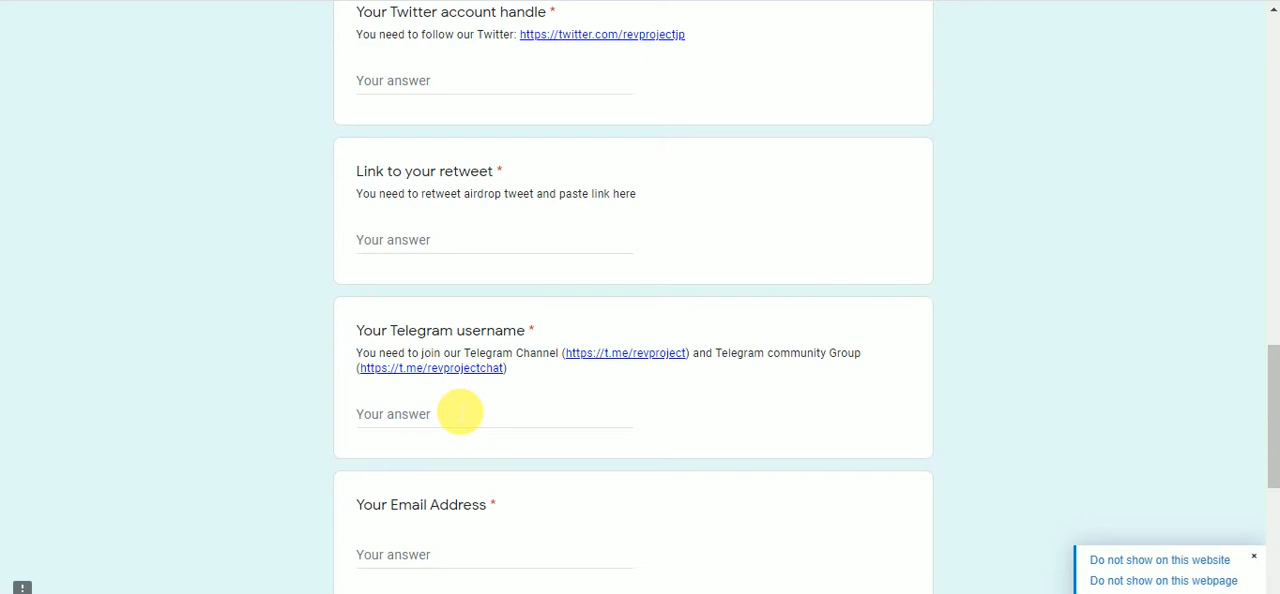 Your Twitter account handle *
You need to follow our Twitter: https://twitter.com/revprojectjp
Your answer
Link to your retweet *
You need to retweet airdrop tweet and paste link here
Your answer
Your Telegram username *
You need to join our Telegram Channel (https://t.me/revproject) and Telegram community Group
(https://t.me/revprojectchat)
Your answer
Your Email Address *
Your answer
Do not show on this website
Do not show on this webpage